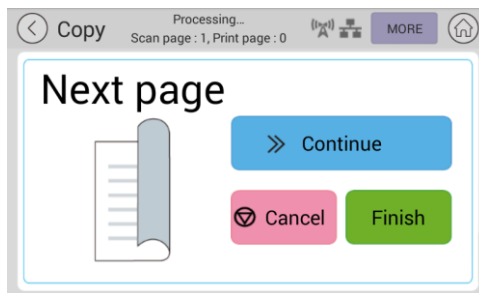 Copy
Processing...
Scan page : 1, Print page : 0
MORE
Next page
Continue
Cancel
Finish